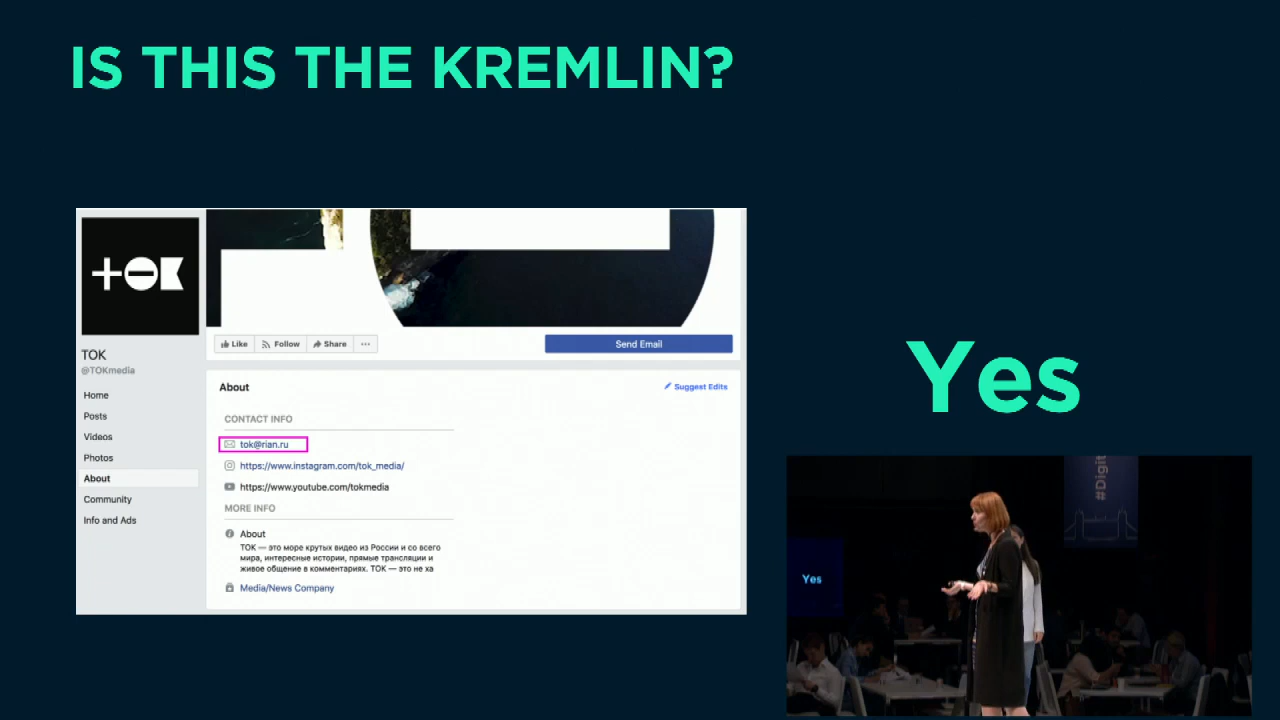 IS THIS THE KREMLIN?
TOK
TOK
@TOKmedia
Home
Posts
Videos
Photos
About
Community
Info and Ads
Like Follow Share ...
Send Email
About
Suggest Edits
CONTACT INFO
tok@rian.ru
https://www.instagram.com/tok_media/
https://www.youtube.com/tokmedia
MORE INFO
About
ТОК — это море крутых видео из России и со всего
мира, интересные истории, прямые трансляции и
живое общение в комментариях. ТОК — это не ха
Media/News Company
Yes
Yes
#Digit